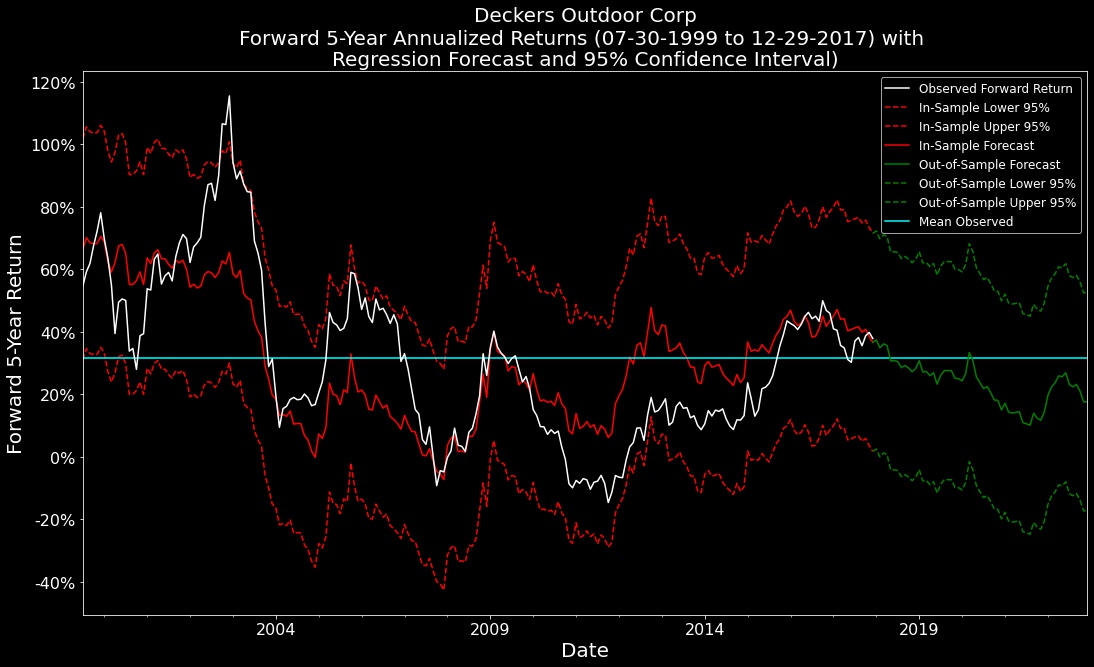 Deckers Outdoor Corp
Forward 5-Year Annualized Returns (07-30-1999 to 12-29-2017) with
Regression Forecast and 95% Confidence Interval)
120%
100%
80%
60%
40%
20%
0%
-20%
-40%
Forward 5-Year Return
Observed Forward Return
In-Sample Lower 95%
In-Sample Upper 95%
In-Sample Forecast
Out-of-Sample Forecast
Out-of-Sample Lower 95%
Out-of-Sample Upper 95%
Mean Observed
2004 2009 2014 2019
Date